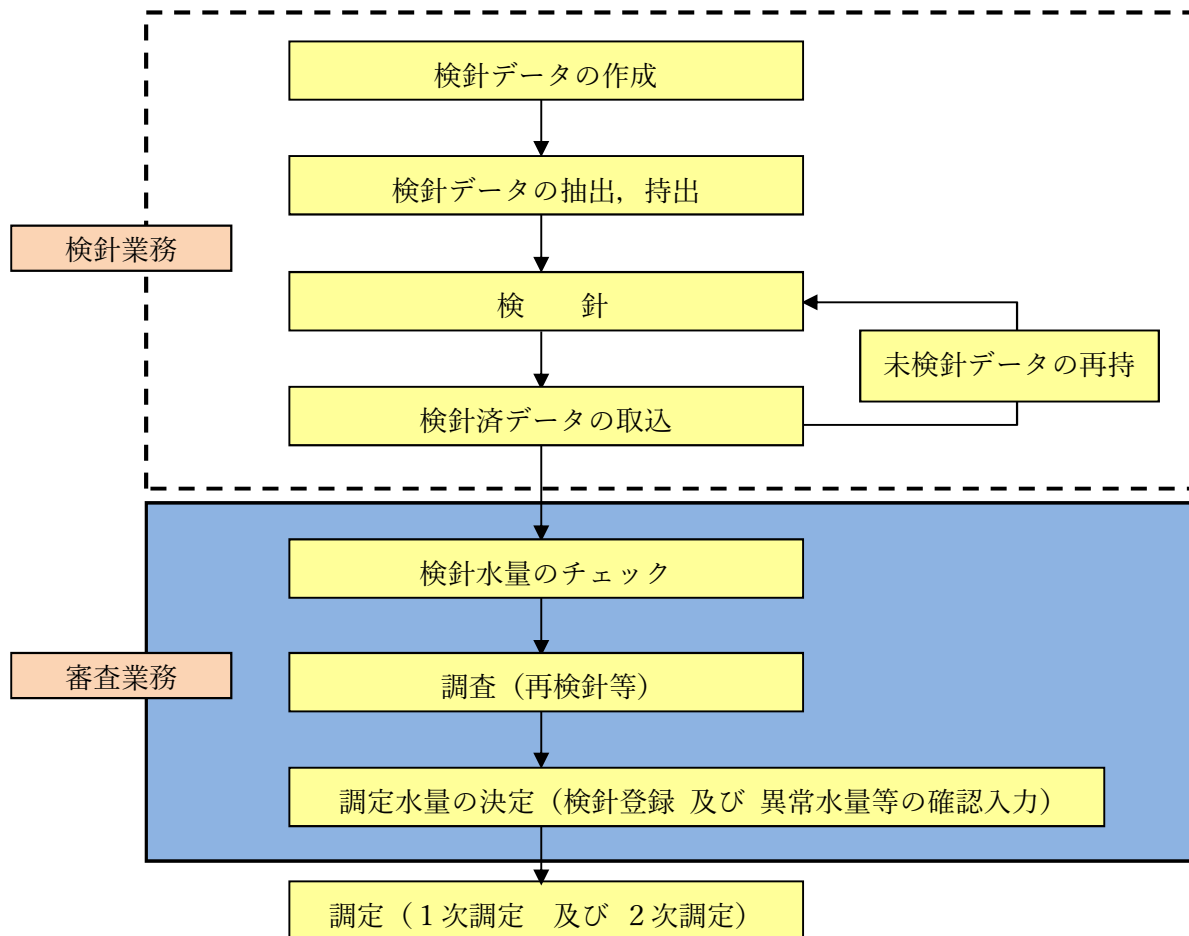 検針データの作成
検針データの抽出，持出
検針業務
検　　針
未検針データの再持
検針済データの取込
検針水量のチェック
審査業務
調査（再検針等）
調定水量の決定（検針登録 及び 異常水量等の確認入力）
調定（１次調定　及び ２次調定）